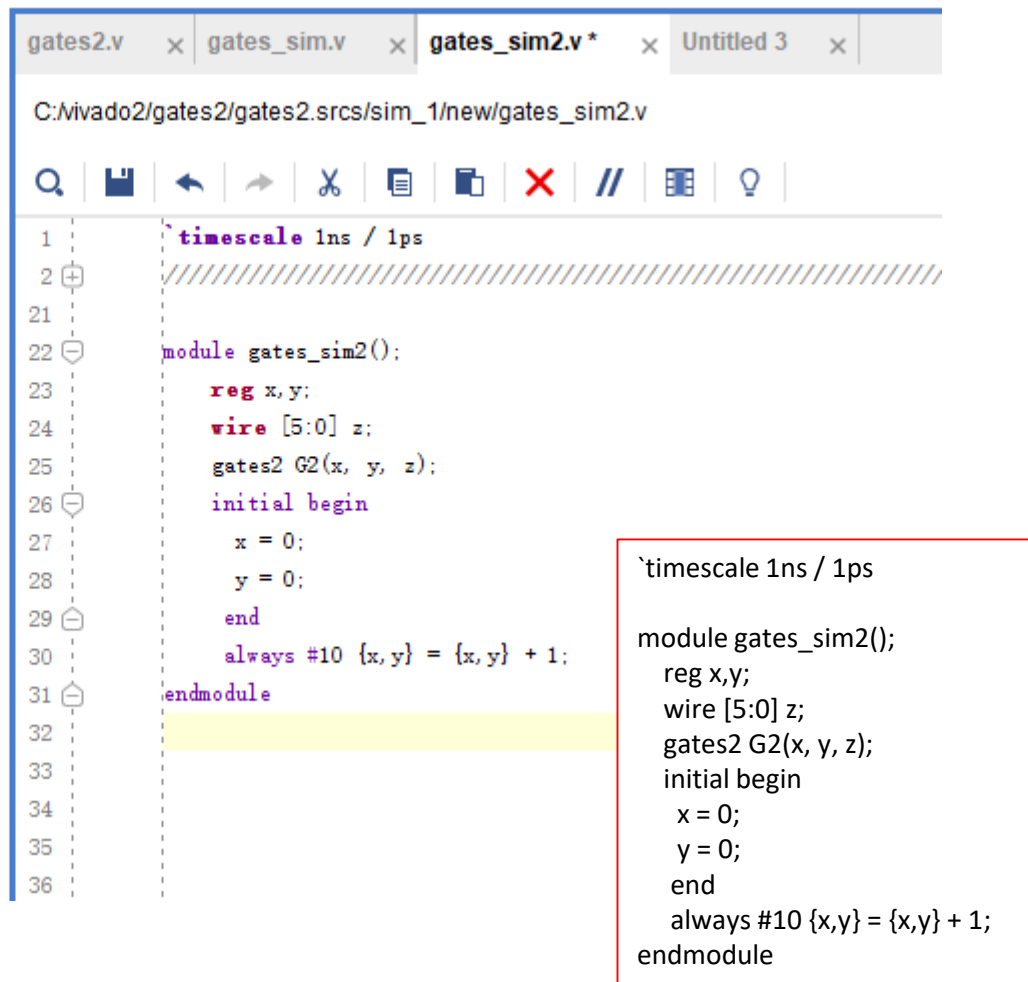 gates2.v × gates_sim.v × gates_sim2.v * × Untitled 3 ×
C:/vivado2/gates2/gates2.srcs/sim_1/new/gates_sim2.v
1 `timescale 1ns / 1ps
2 //////////////////////////////////////////////////////////////////
21
22 module gates_sim2();
23 reg x,y;
24 wire [5:0] z;
25 gates2 G2(x, y, z);
26 initial begin
27 x = 0;
28 y = 0;
29 end
30 always #10 {x,y} = {x,y} + 1;
31 endmodule
32
33
34
35
36
`timescale 1ns / 1ps
module gates_sim2();
reg x,y;
wire [5:0] z;
gates2 G2(x, y, z);
initial begin
x = 0;
y = 0;
end
always #10 {x,y} = {x,y} + 1;
endmodule